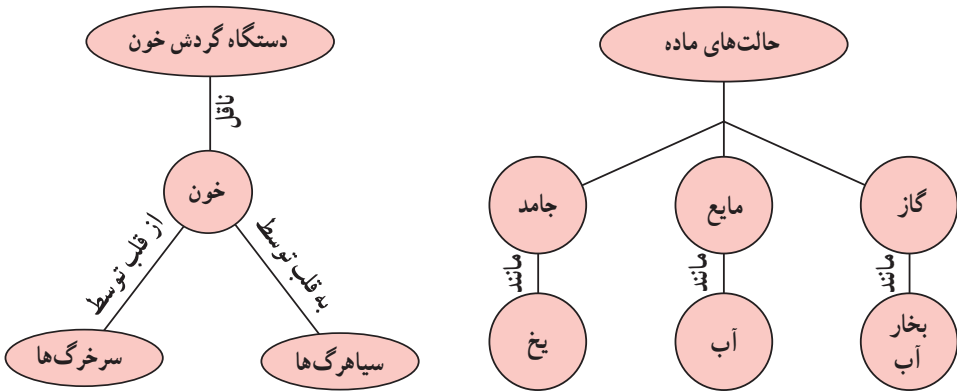 حالت‌های ماده
گاز
مایع
جامد
مانند
مانند
مانند
بخار
آب
آب
یخ
دستگاه گردش خون
ناقل
خون
به قلب توسط
از قلب توسط
سیاهرگ‌ها
سرخرگ‌ها